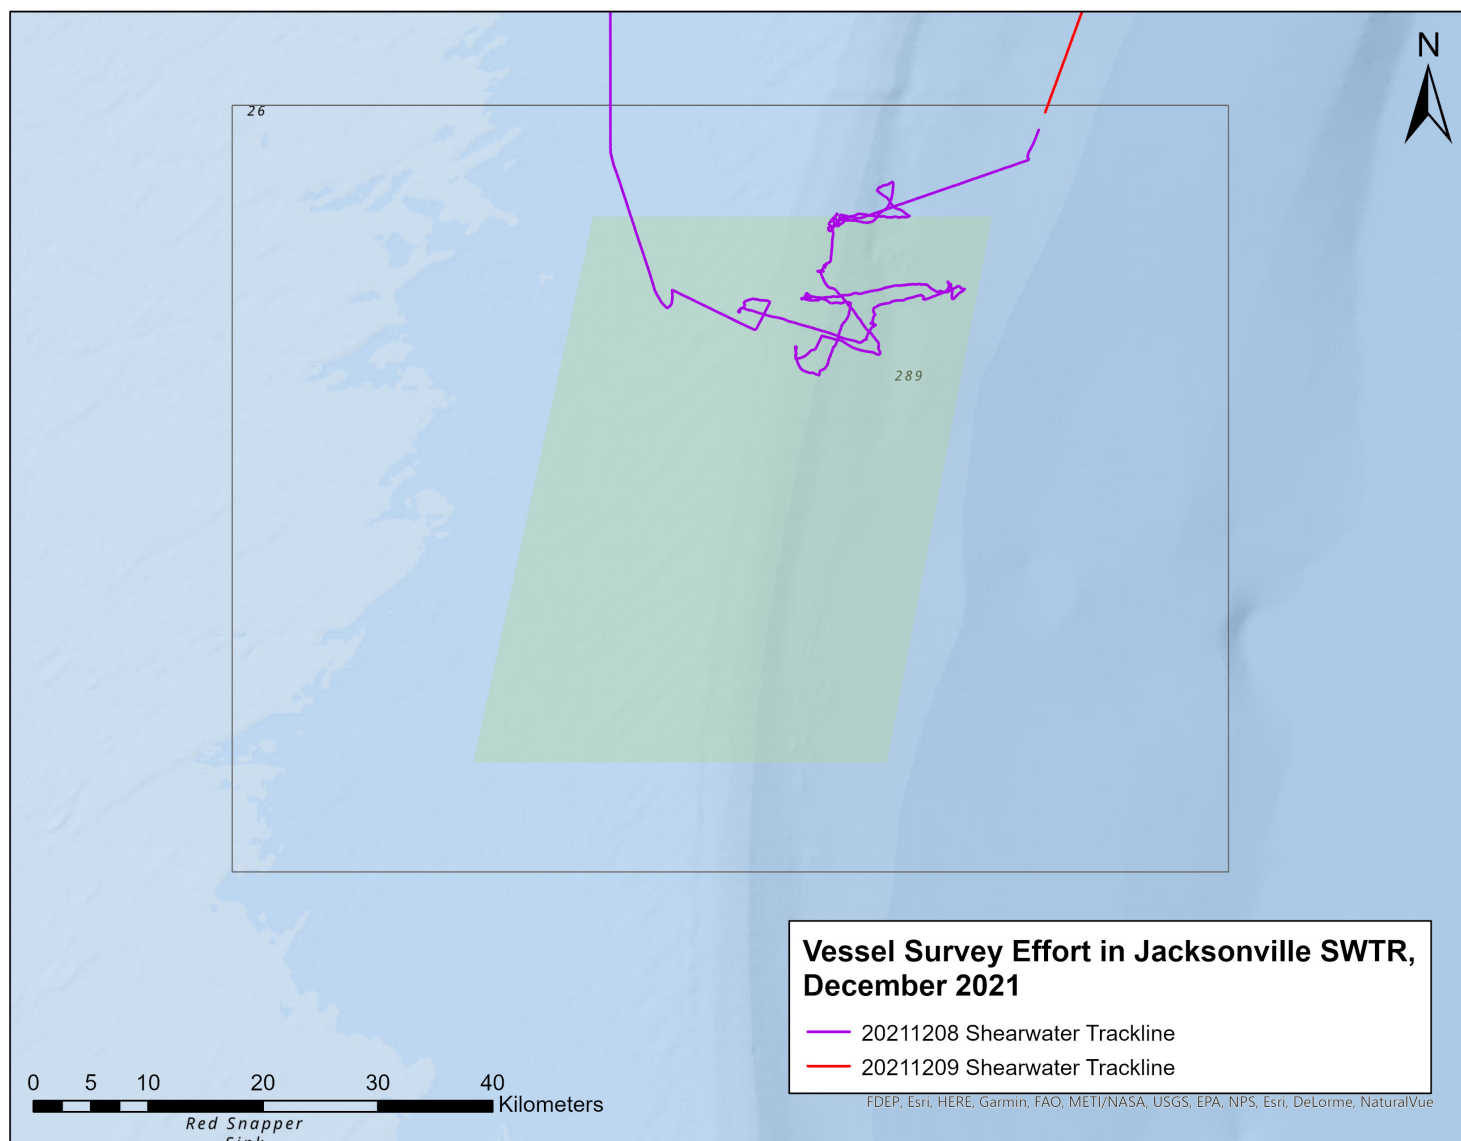 N
26
289
Vessel Survey Effort in Jacksonville SWTR,
December 2021
20211208 Shearwater Trackline
20211209 Shearwater Trackline
0 5 10 20 30 40
Kilometers
FDEP, Esri, HERE, Garmin, FAO, METI/NASA, USGS, EPA, NPS, Esri, DeLorme, NaturalVue
Red Snapper
Sink